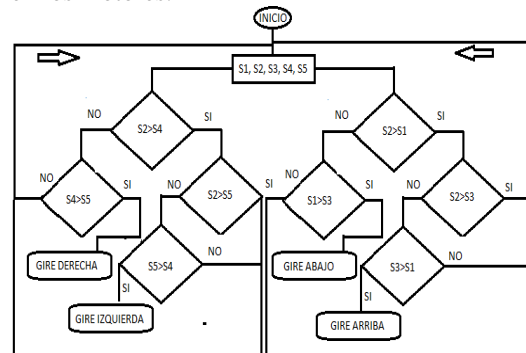 INICIO
S1, S2, S3, S4, S5
NO
S2>S4
SI
NO
S2>S1
SI
NO
S4>S5
SI
NO
S2>S5
SI
NO
S1>S3
SI
NO
S2>S3
SI
GIRE DERECHA
S5>S4
NO
GIRE ABAJO
S3>S1
NO
SI
GIRE IZQUIERDA
SI
GIRE ARRIBA